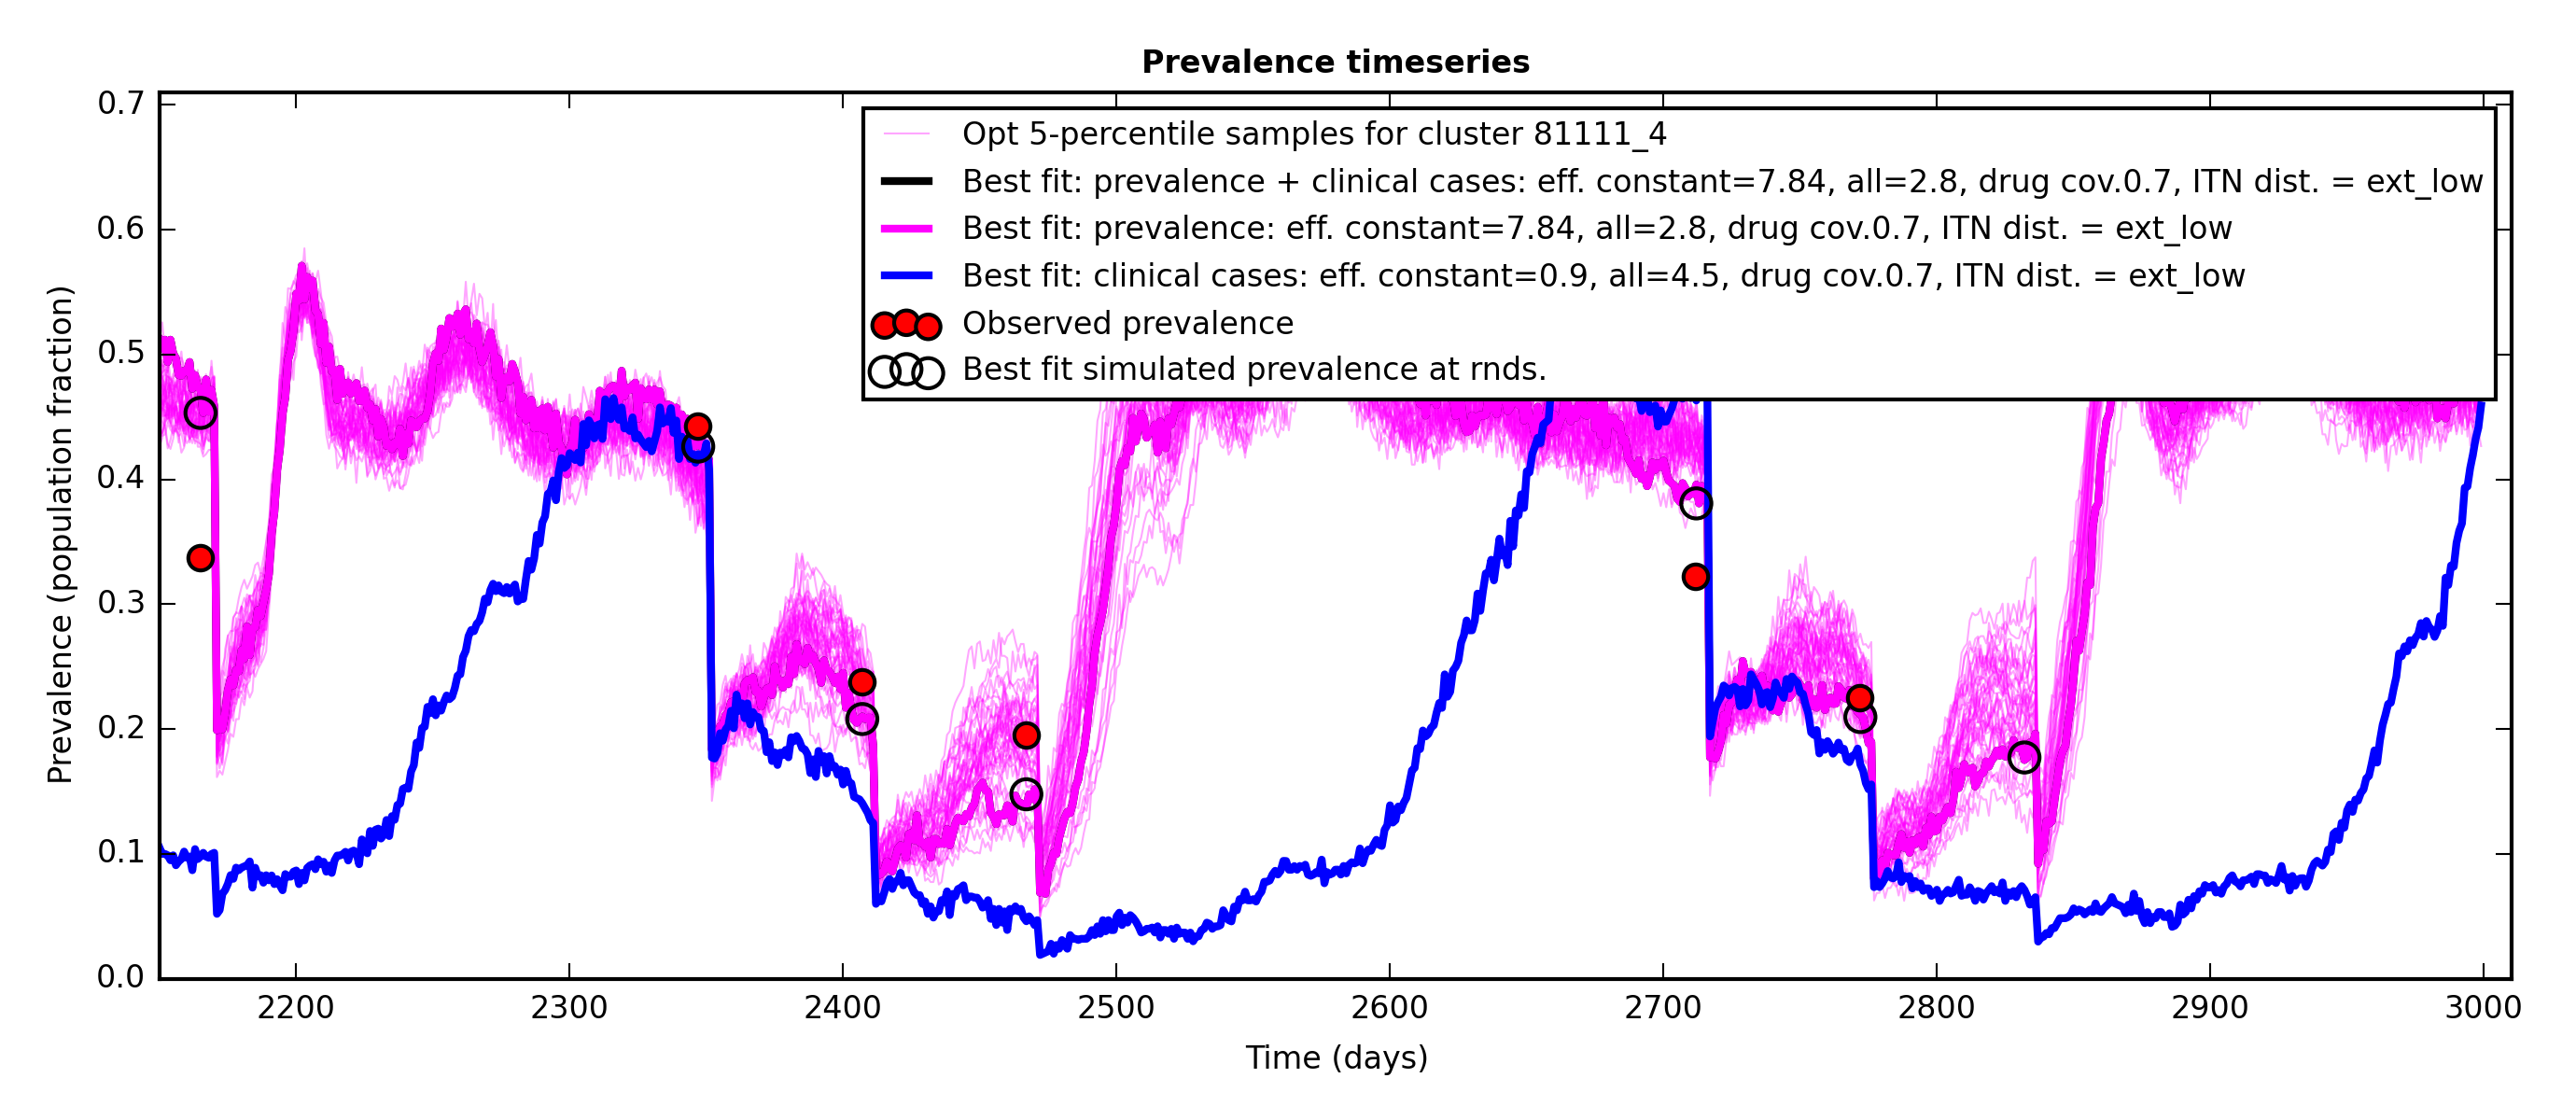 Prevalence timeseries
Opt 5-percentile samples for cluster 81111_4
Best fit: prevalence + clinical cases: eff. constant=7.84, all=2.8, drug cov.0.7, ITN dist. = ext_low
Best fit: prevalence: eff. constant=7.84, all=2.8, drug cov.0.7, ITN dist. = ext_low
Best fit: clinical cases: eff. constant=0.9, all=4.5, drug cov.0.7, ITN dist. = ext_low
Observed prevalence
Best fit simulated prevalence at rnds.
Prevalence (population fraction)
0.7
0.6
0.5
0.4
0.3
0.2
0.1
0.0
2200 2300 2400 2500 2600 2700 2800 2900 3000
Time (days)